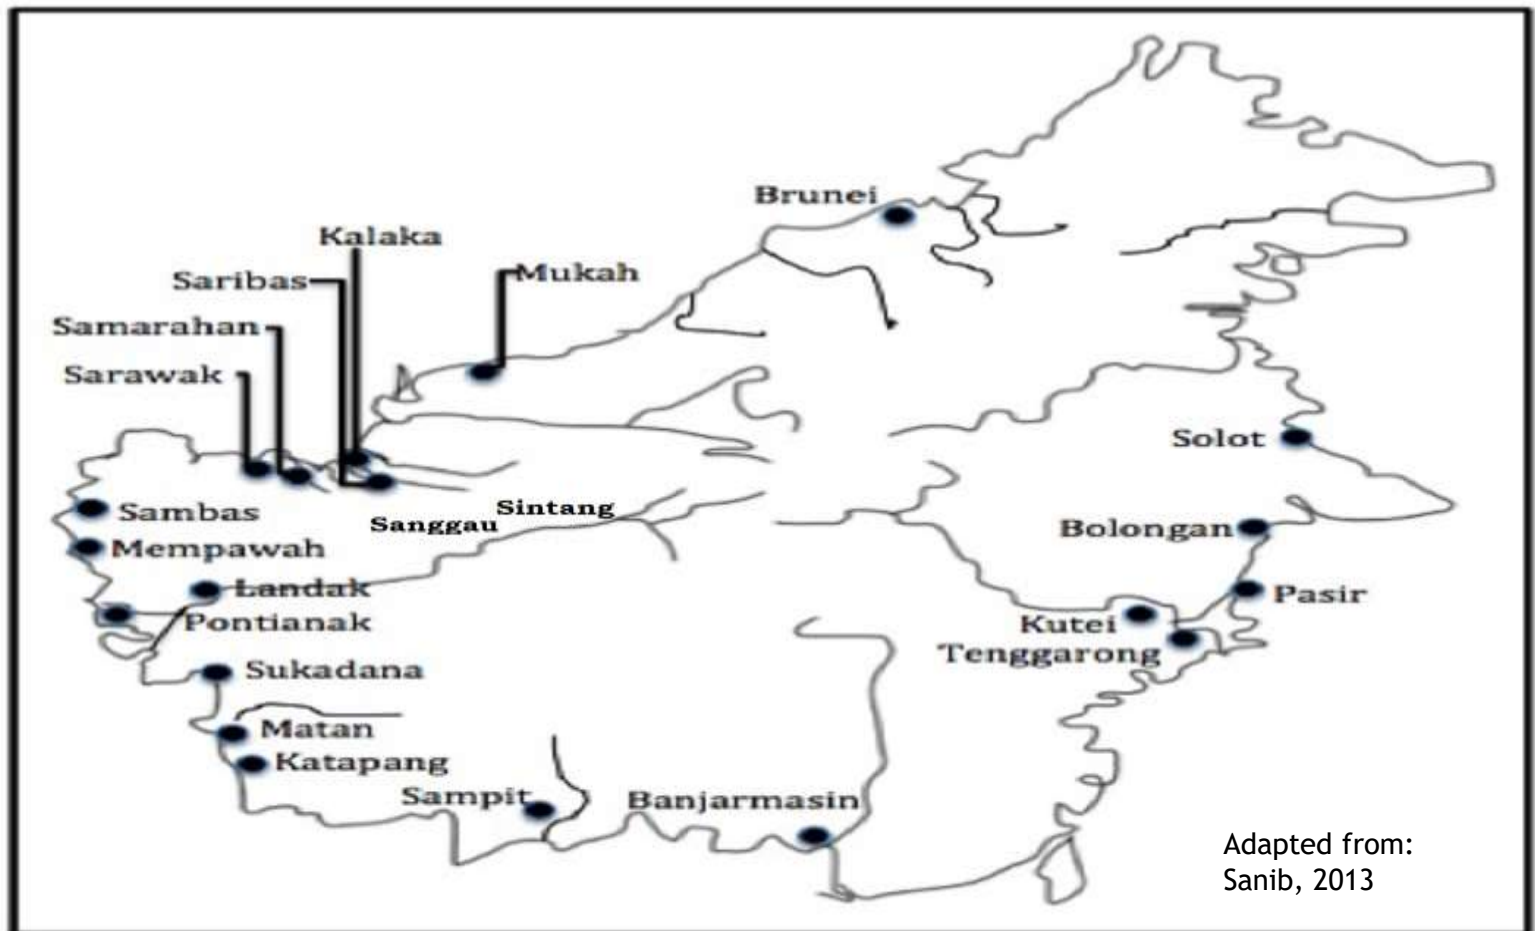 Brunei
Kalaka
Saribas
Mukah
Samarahan
Sarawak
Solot
Sambas
Sanggau
Sintang
Bolongan
Mempawah
Landak
Pasir
Pontianak
Kutei
Tenggarong
Sukadana
Matan
Katapang
Sampit
Banjarmasin
Adapted from:
Sanib, 2013